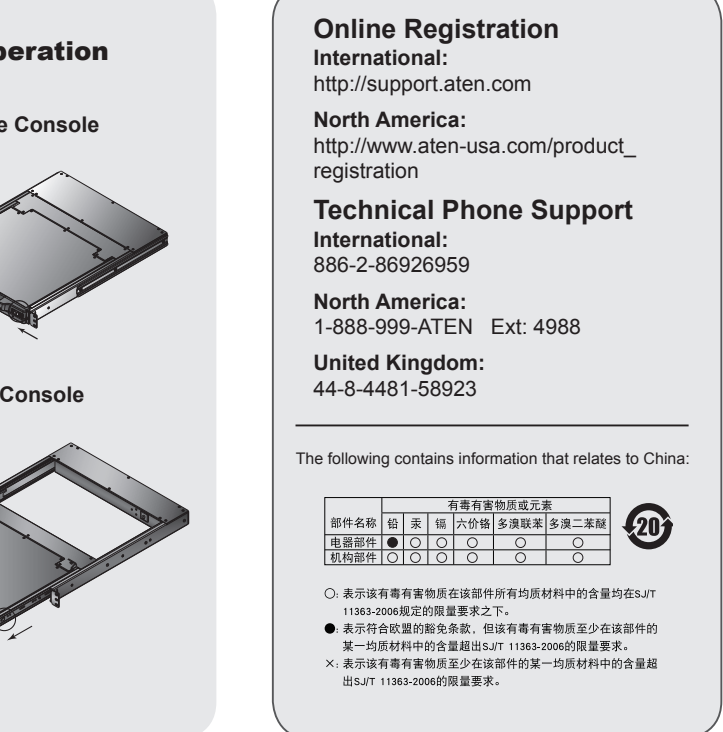 peration
e Console
Console
Online Registration
International:
http://support.aten.com
North America:
http://www.aten-usa.com/product_
registration
Technical Phone Support
International:
886-2-86926959
North America:
1-888-999-ATEN Ext: 4988
United Kingdom:
44-8-4481-58923
The following contains information that relates to China:
有毒有害物质或元素
部件名称 铅 汞 镉 六价铬 多溴联苯 多溴二苯醚
电器部件 ● ○ ○ ○ ○ ○
机构部件 ○ ○ ○ ○ ○ ○
20
○: 表示该有毒有害物质在该部件所有均质材料中的含量均在SJ/T
11363-2006规定的限量要求之下。
●: 表示符合欧盟的豁免条款，但该有毒有害物质至少在该部件的
某一均质材料中的含量超出SJ/T 11363-2006的限量要求。
×: 表示该有毒有害物质至少在该部件的某一均质材料中的含量超
出SJ/T 11363-2006的限量要求。